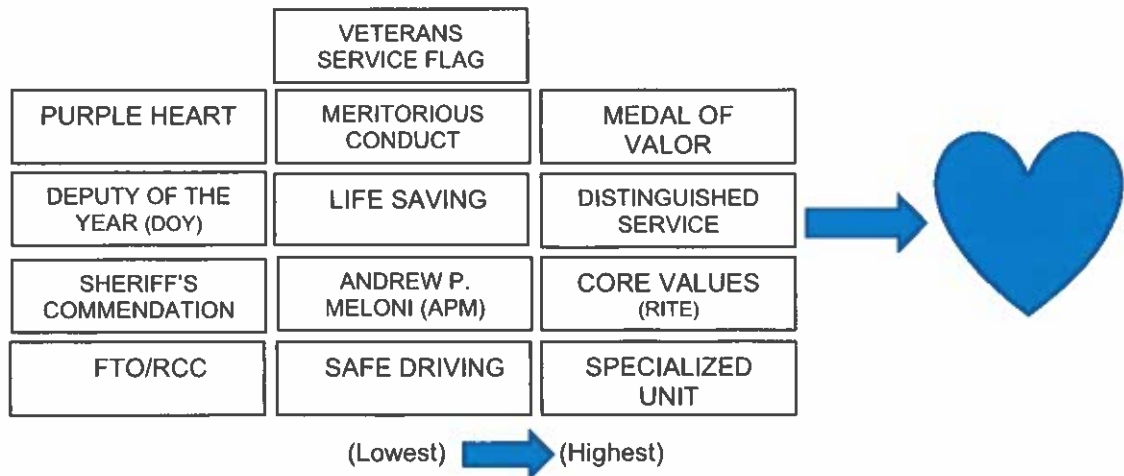 VETERANS
SERVICE FLAG
PURPLE HEART
MERITORIOUS
CONDUCT
MEDAL OF
VALOR
DEPUTY OF THE
YEAR (DOY)
LIFE SAVING
DISTINGUISHED
SERVICE
SHERIFF'S
COMMENDATION
ANDREW P.
MELONI (APM)
CORE VALUES
(RITE)
FTO/RCC
SAFE DRIVING
SPECIALIZED
UNIT
(Lowest) (Highest)